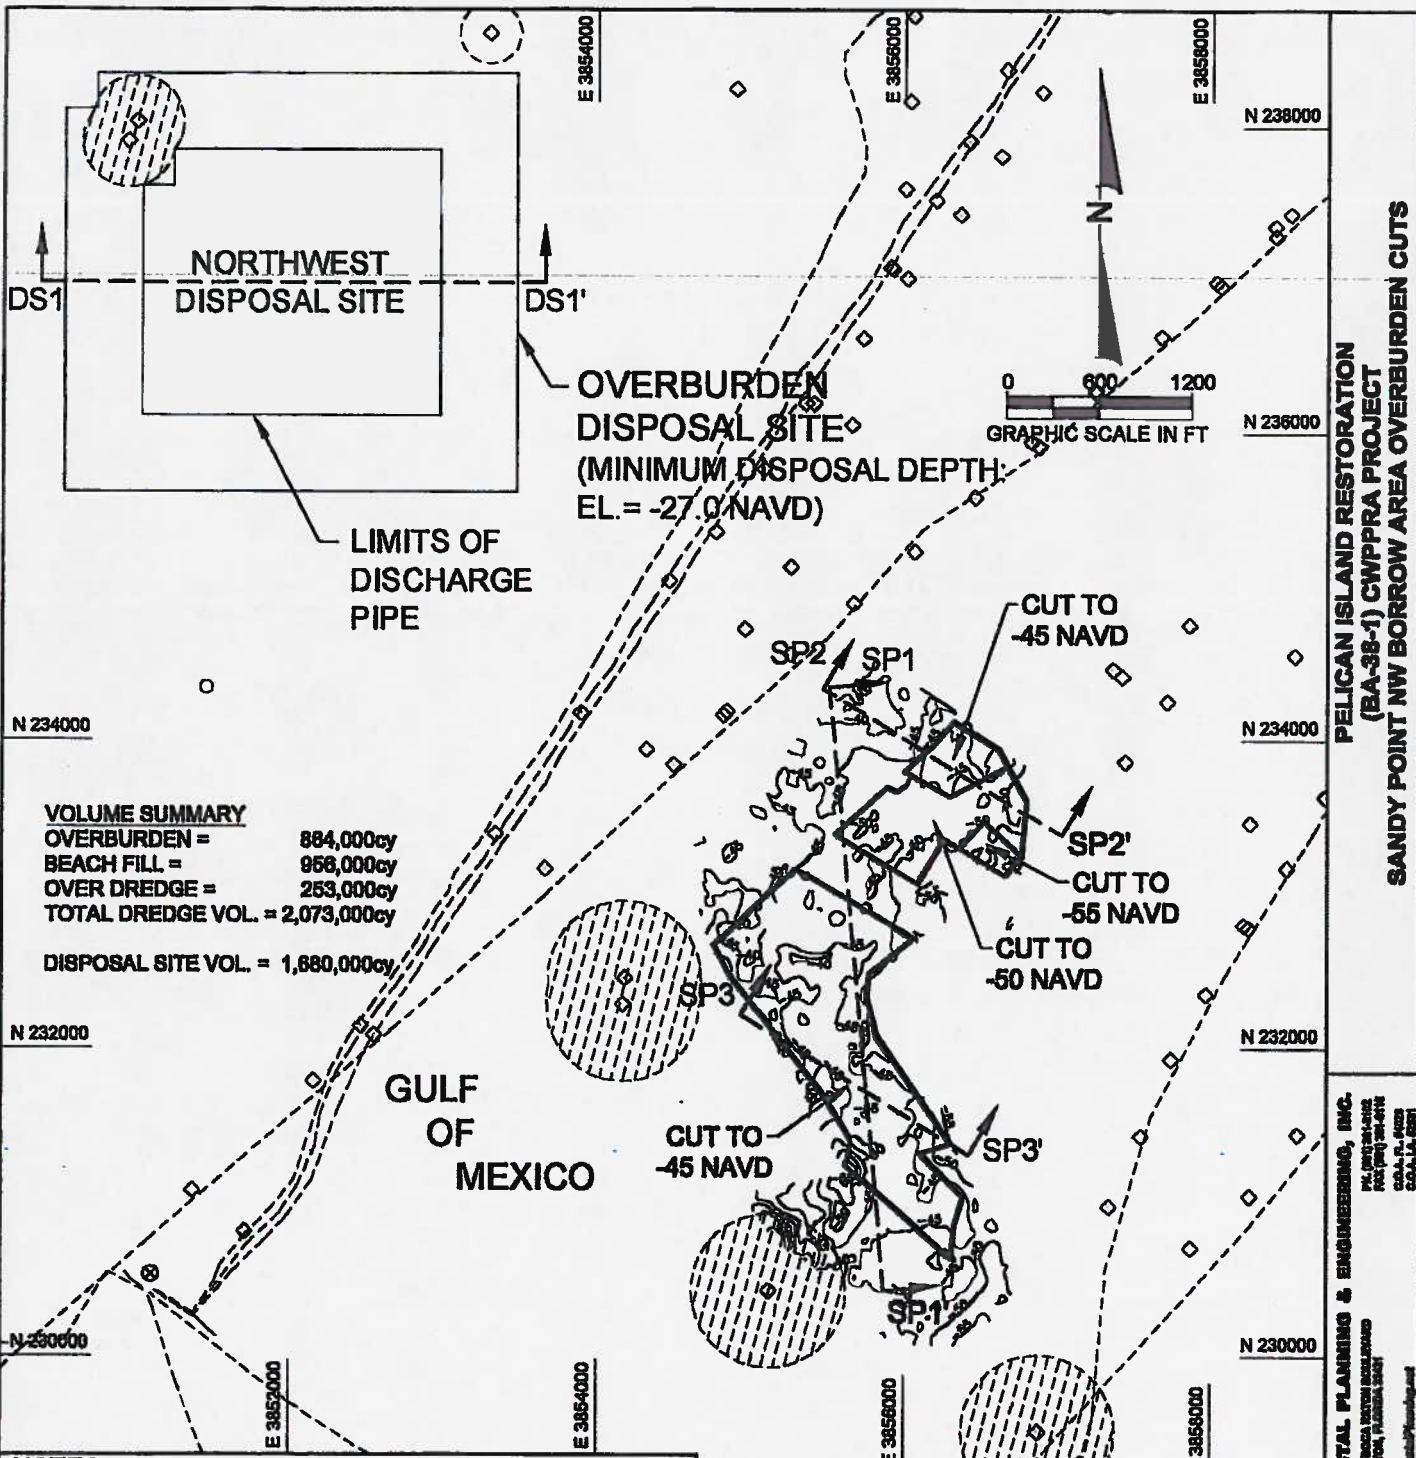 E 3854000
E 3856000
E 3858000
N 238000
NORTHWEST
DISPOSAL SITE
DS1
DS1'
N
0 600 1200
GRAPHIC SCALE IN FT
OVERBURDEN
DISPOSAL SITE
(MINIMUM DISPOSAL DEPTH:
EL.= -27.0 NAVD)
N 236000
LIMITS OF
DISCHARGE
PIPE
CUT TO
-45 NAVD
SP2
SP1
N 234000
N 234000
VOLUME SUMMARY
OVERBURDEN = 864,000cy
BEACH FILL = 956,000cy
OVER DREDGE = 253,000cy
TOTAL DREDGE VOL. = 2,073,000cy
DISPOSAL SITE VOL. = 1,680,000cy
SP2'
CUT TO
-55 NAVD
CUT TO
-50 NAVD
SP3
N 232000
N 232000
GULF
OF
MEXICO
CUT TO
-45 NAVD
SP3'
SP1'
N 230000
N 230000
E 3852000
E 3854000
E 3856000
3858000
PELICAN ISLAND RESTORATION
(BA-38-1) CWPPRA PROJECT
SANDY POINT NW BORROW AREA OVERBURDEN CUTS
TAL PLANNING & ENGINEERING, INC.